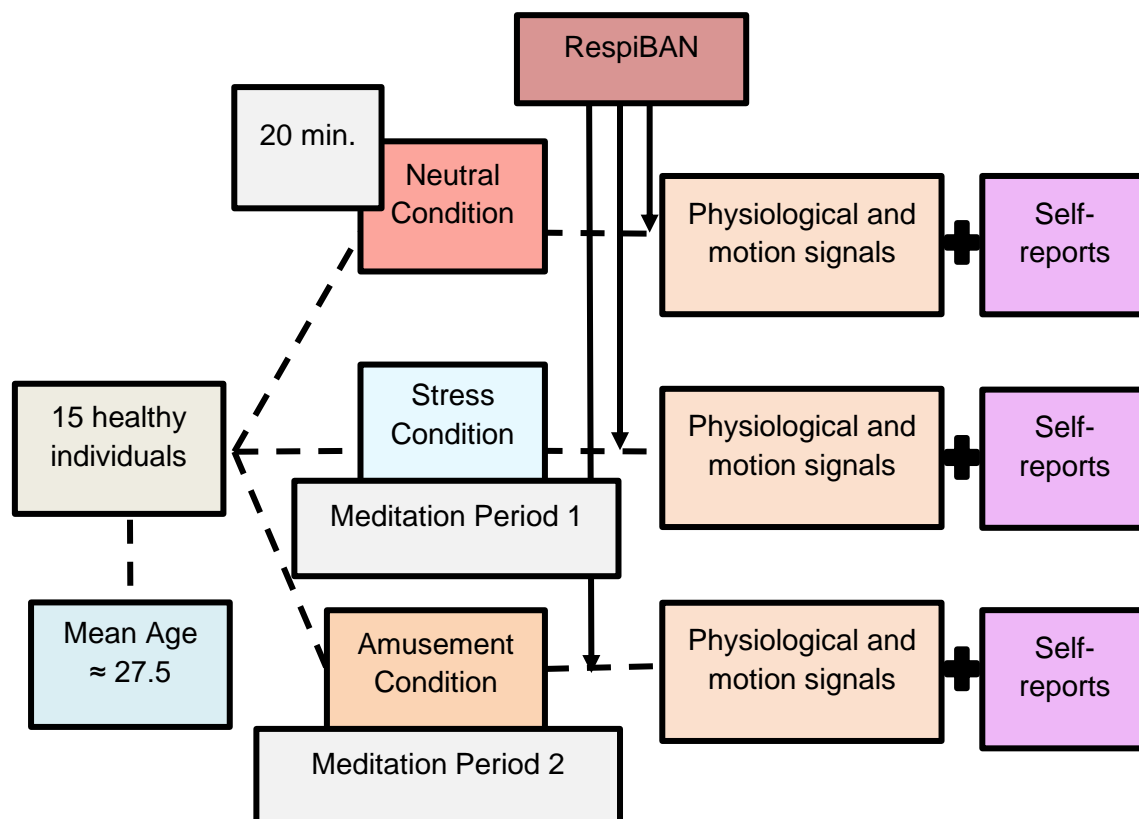 RespiBAN
20 min.
Neutral
Condition
Physiological and
motion signals
Self-
reports
15 healthy
individuals
Stress
Condition
Physiological and
motion signals
Self-
reports
Meditation Period 1
Mean Age
≈ 27.5
Amusement
Condition
Physiological and
motion signals
Self-
reports
Meditation Period 2